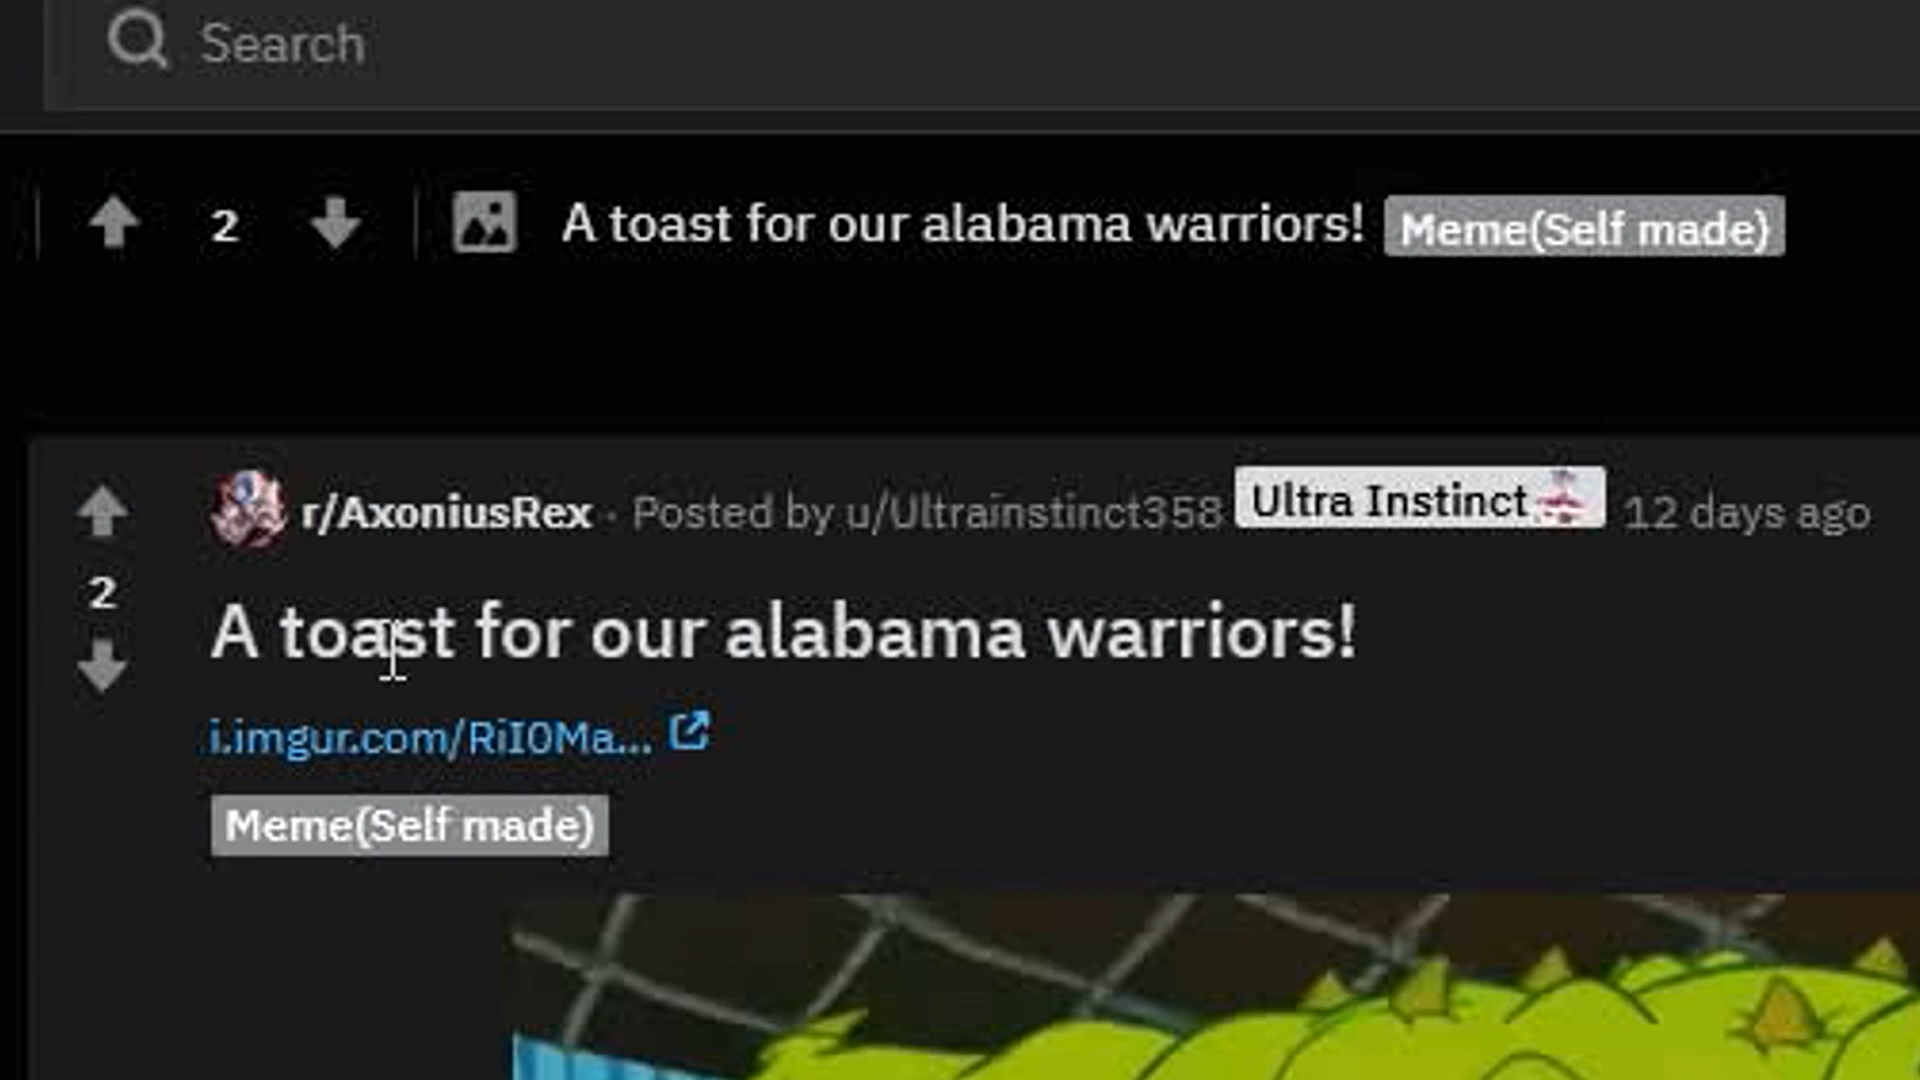 Search
2 A toast for our alabama warriors! Meme(Self made)
r/AxoniusRex · Posted by u/Ultrainstinct358 Ultra Instinct 12 days ago
2
A toast for our alabama warriors!
i.imgur.com/RiI0Ma...
Meme(Self made)